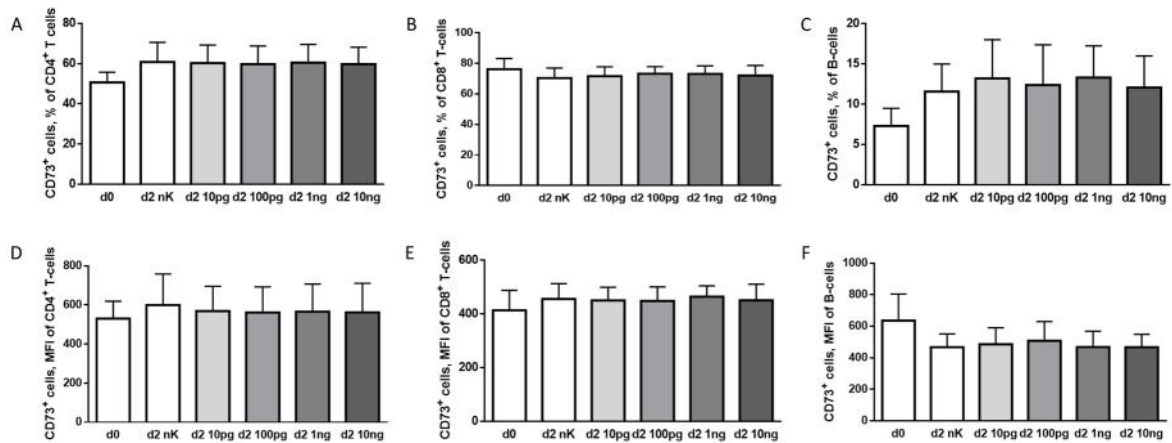 A
CD73+ cells, % of CD4+ T cells
80
60
40
20
0
d0 d2 nK d2 10pg d2 100pg d2 1ng d2 10ng
B
CD73+ cells, % of CD8+ T-cells
100
80
60
40
20
0
d0 d2 nK d2 10pg d2 100pg d2 1ng d2 10ng
C
CD73+ cells, % of B-cells
20
15
10
5
0
d0 d2 nK d2 10pg d2 100pg d2 1ng d2 10ng
D
CD73+ cells, MFI of CD4+ T-cells
800
600
400
200
0
d0 d2 nK d2 10pg d2 100pg d2 1ng d2 10ng
E
CD73+ cells, MFI of CD8+ T-cells
600
400
200
0
d0 d2 nK d2 10pg d2 100pg d2 1ng d2 10ng
F
CD73+ cells, MFI of B-cells
1000
800
600
400
200
0
d0 d2 nK d2 10pg d2 100pg d2 1ng d2 10ng